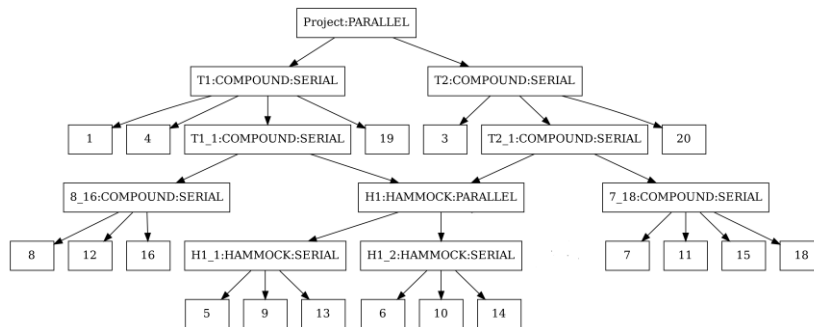 Project:PARALLEL
T1:COMPOUND:SERIAL
T2:COMPOUND:SERIAL
1
4
T1_1:COMPOUND:SERIAL
19
3
T2_1:COMPOUND:SERIAL
20
8_16:COMPOUND:SERIAL
H1:HAMMOCK:PARALLEL
7_18:COMPOUND:SERIAL
8
12
16
H1_1:HAMMOCK:SERIAL
H1_2:HAMMOCK:SERIAL
7
11
15
18
5
9
13
6
10
14